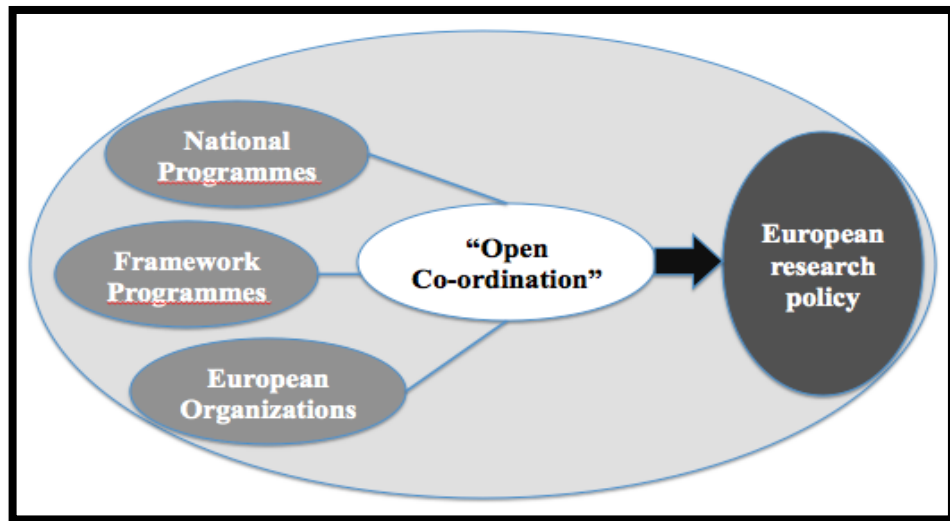 National
Programmes
Framework
Programmes
European
Organizations
“Open
Co-ordination”
European
research
policy